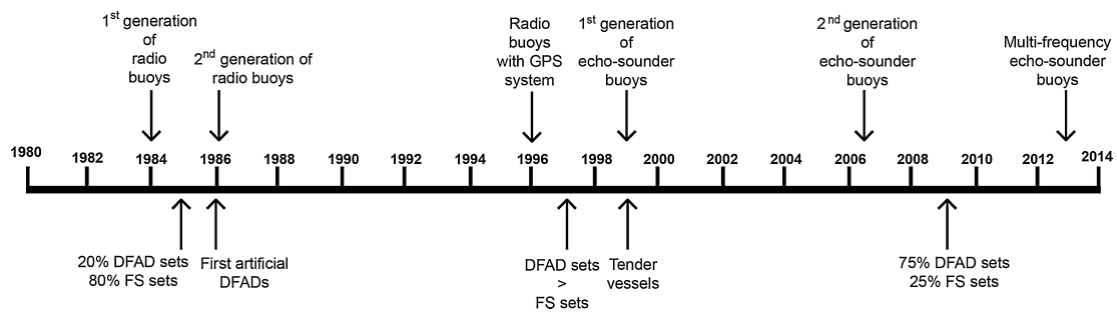 1st generation
of
radio
buoys
2nd generation of
radio buoys
Radio
buoys
with GPS
system
1st generation
of
echo-sounder
buoys
2nd generation
of
echo-sounder
buoys
Multi-frequency
echo-sounder
buoys
1980 1982 1984 1986 1988 1990 1992 1994 1996 1998 2000 2002 2004 2006 2008 2010 2012 2014
20% DFAD sets
80% FS sets
First artificial
DFADs
DFAD sets
>
FS sets
Tender
vessels
75% DFAD sets
25% FS sets